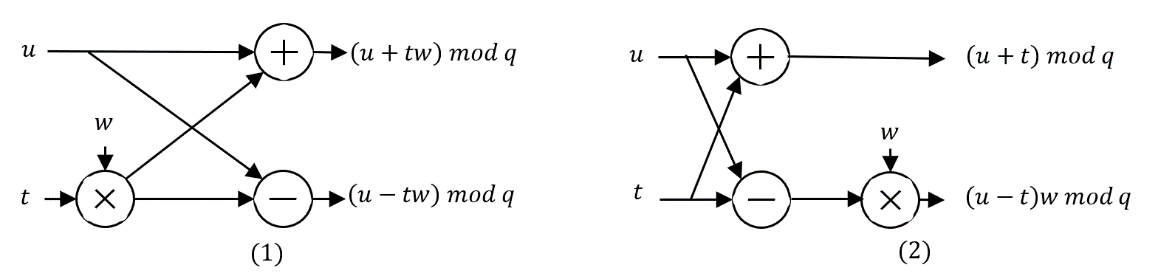 u
+
(u + tw) mod q
w
t
×
−
(u − tw) mod q
(1)
u
+
(u + t) mod q
w
t
−
×
(u − t)w mod q
(2)